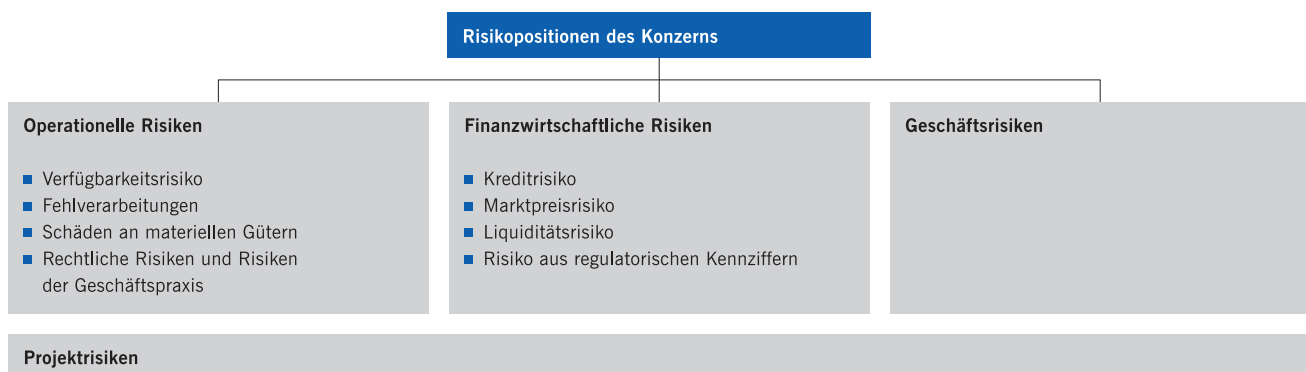 Risikopositionen des Konzerns
Operationelle Risiken
Verfügbarkeitsrisiko
Fehlverarbeitungen
Schäden an materiellen Gütern
Rechtliche Risiken und Risiken
der Geschäftspraxis
Finanzwirtschaftliche Risiken
Kreditrisiko
Marktpreisrisiko
Liquiditätsrisiko
Risiko aus regulatorischen Kennziffern
Geschäftsrisiken
Projektrisiken